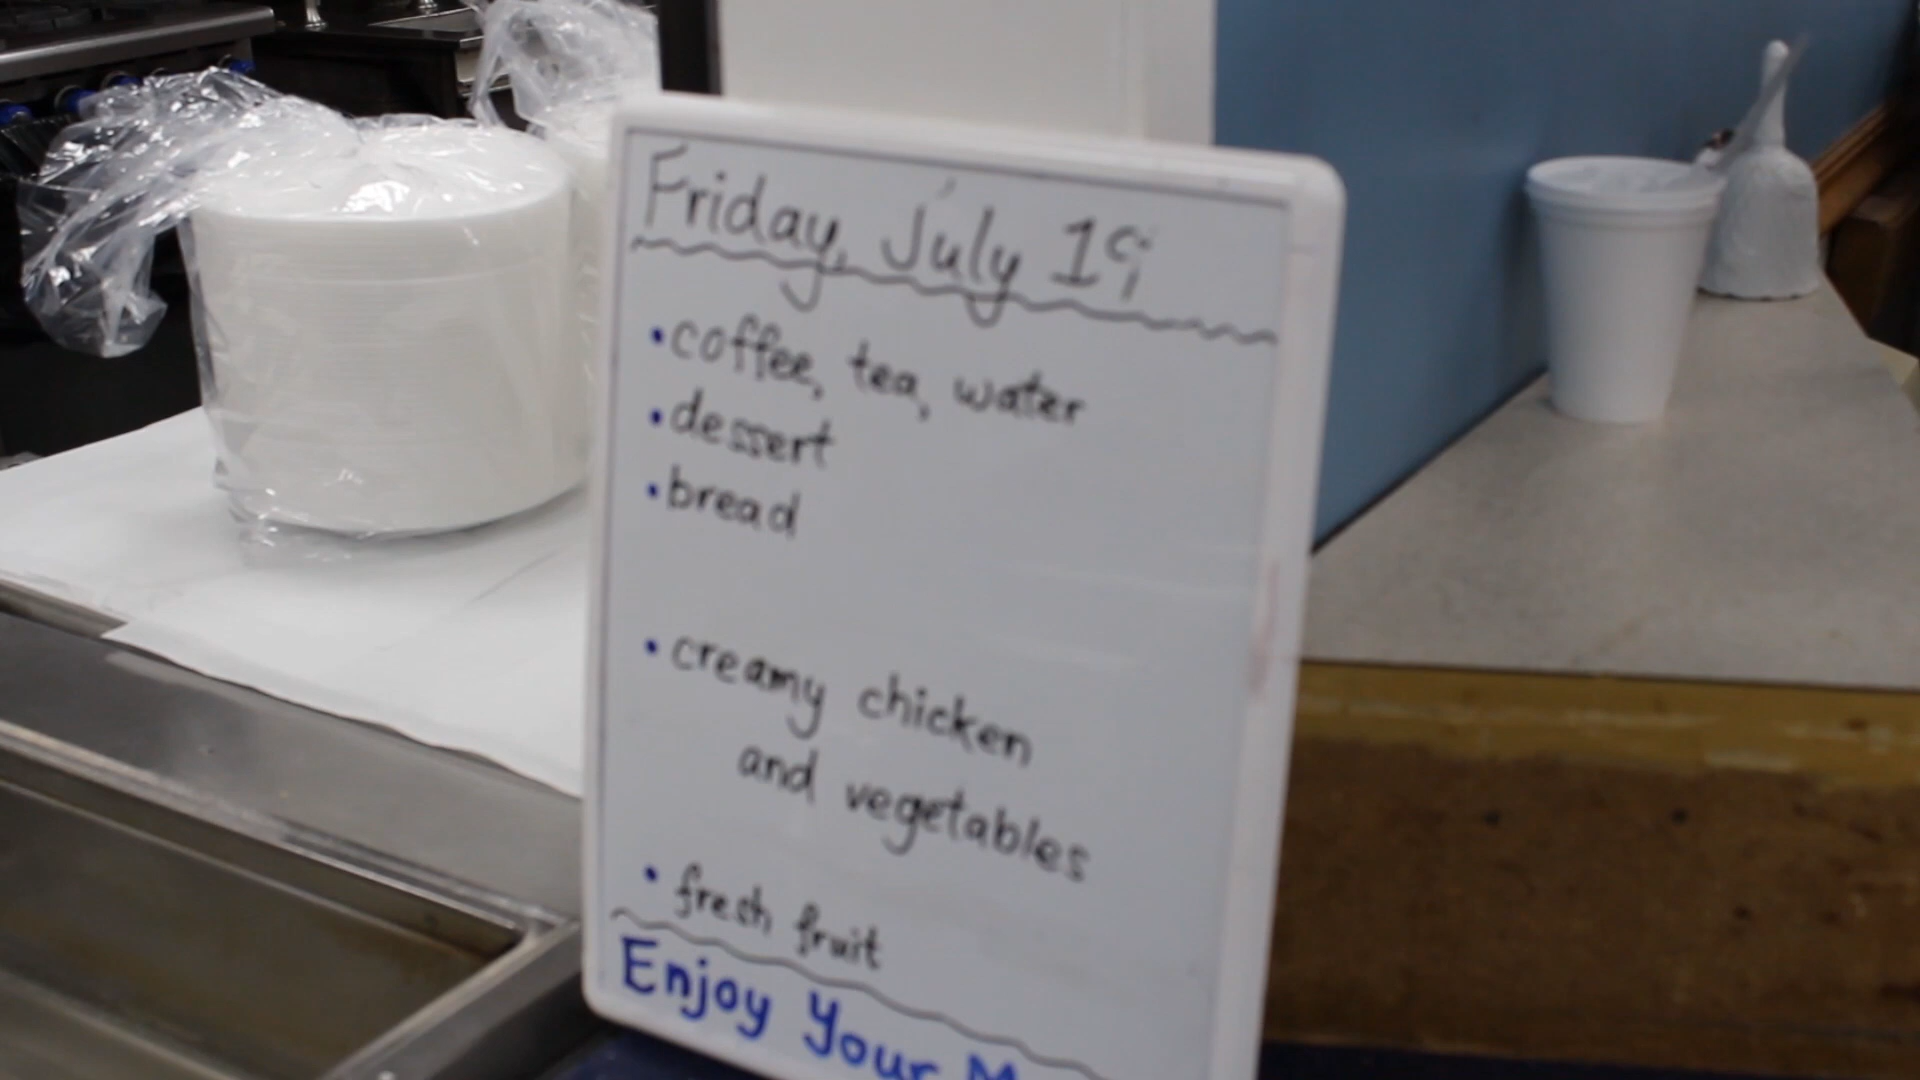 Friday, July 19
• coffee, tea, water
• dessert
• bread
• creamy chicken
and vegetables
• fresh fruit
Enjoy Your